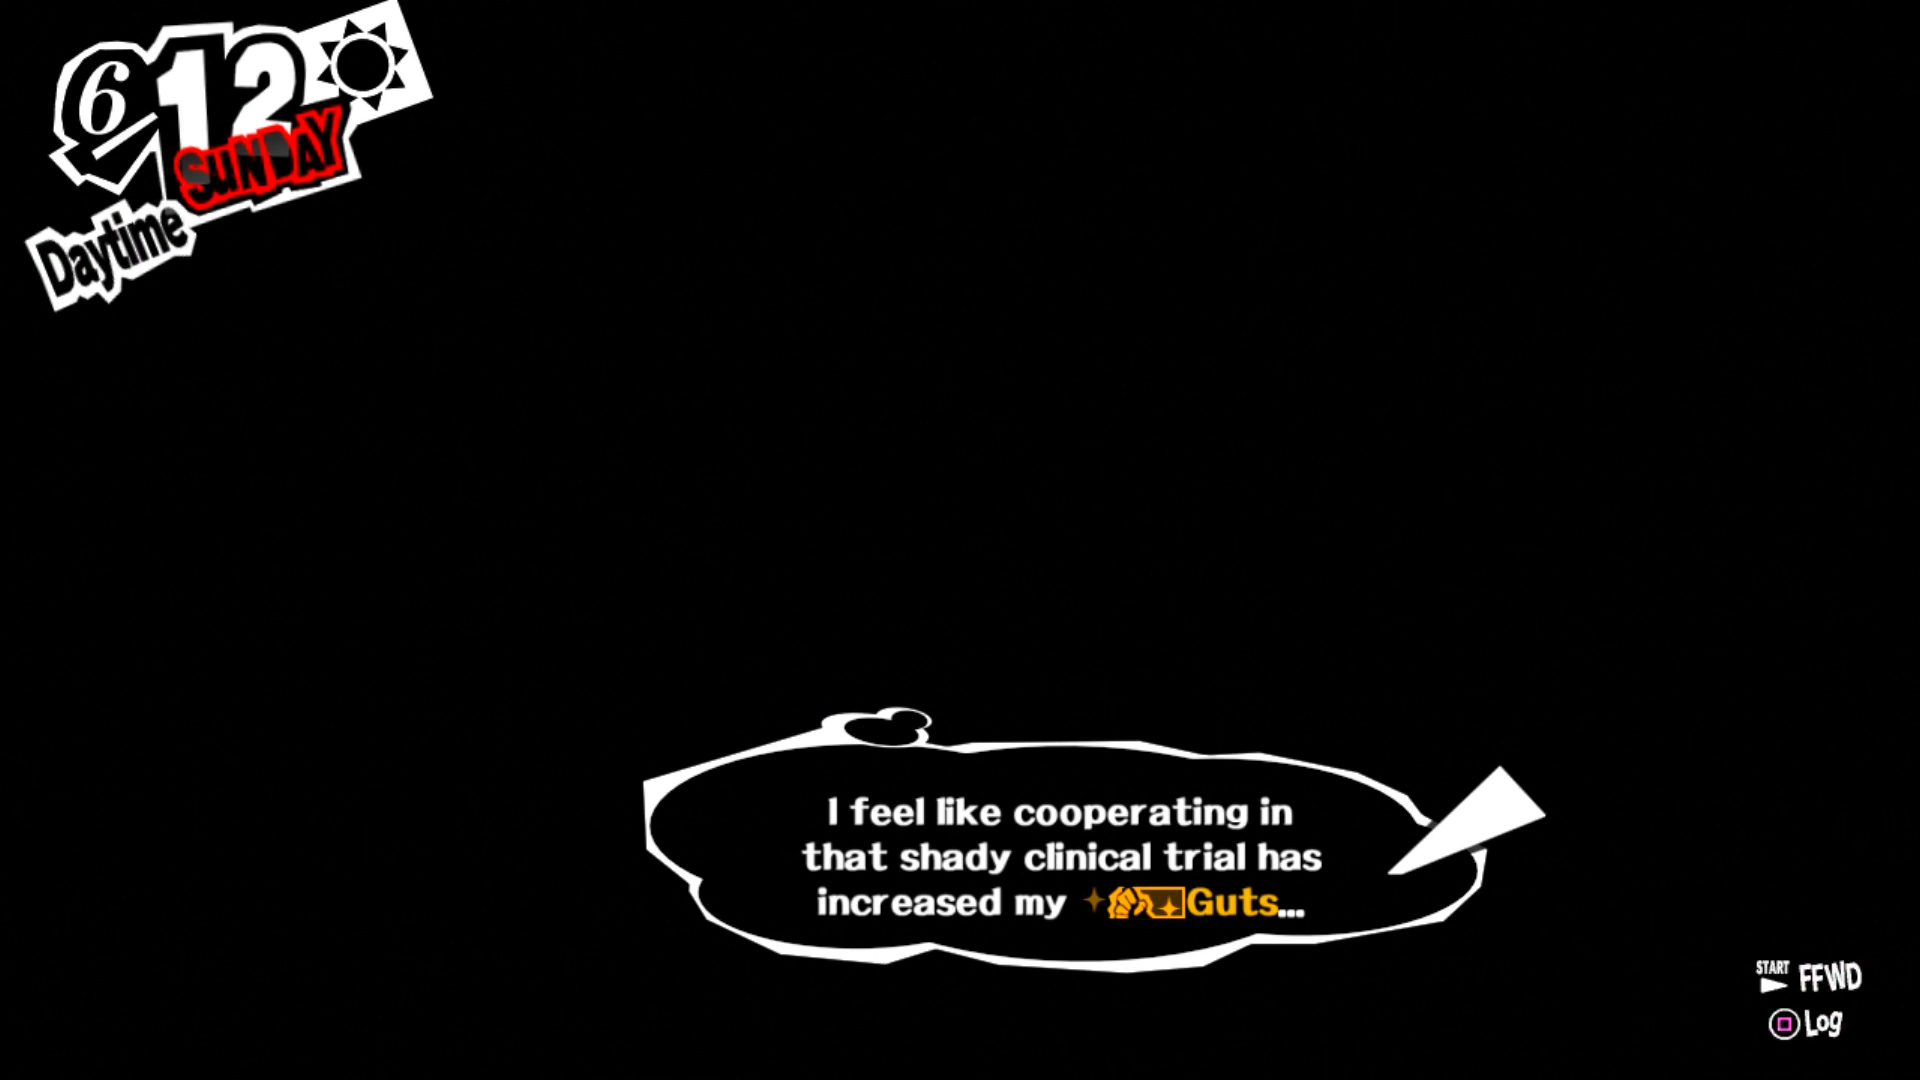 6/12
SUNDAY
Daytime
I feel like cooperating in
that shady clinical trial has
increased my Guts...
START FFWD
Log